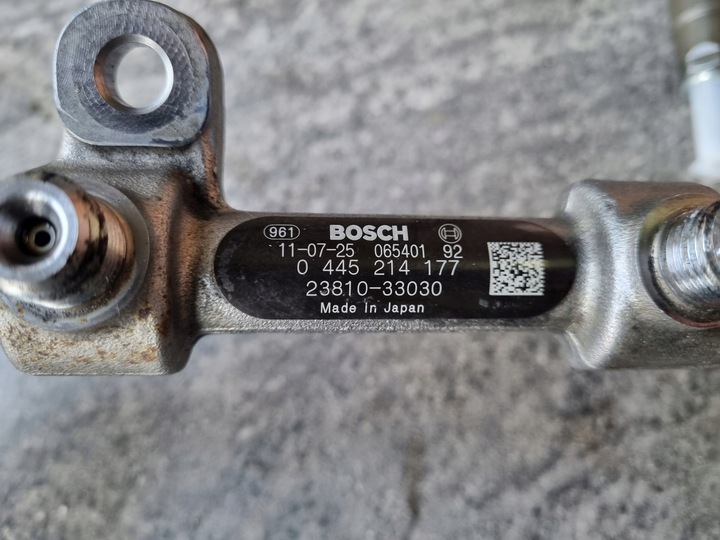 961 BOSCH
11-07-25 065401 92
0 445 214 177
23810-33030
Made in Japan